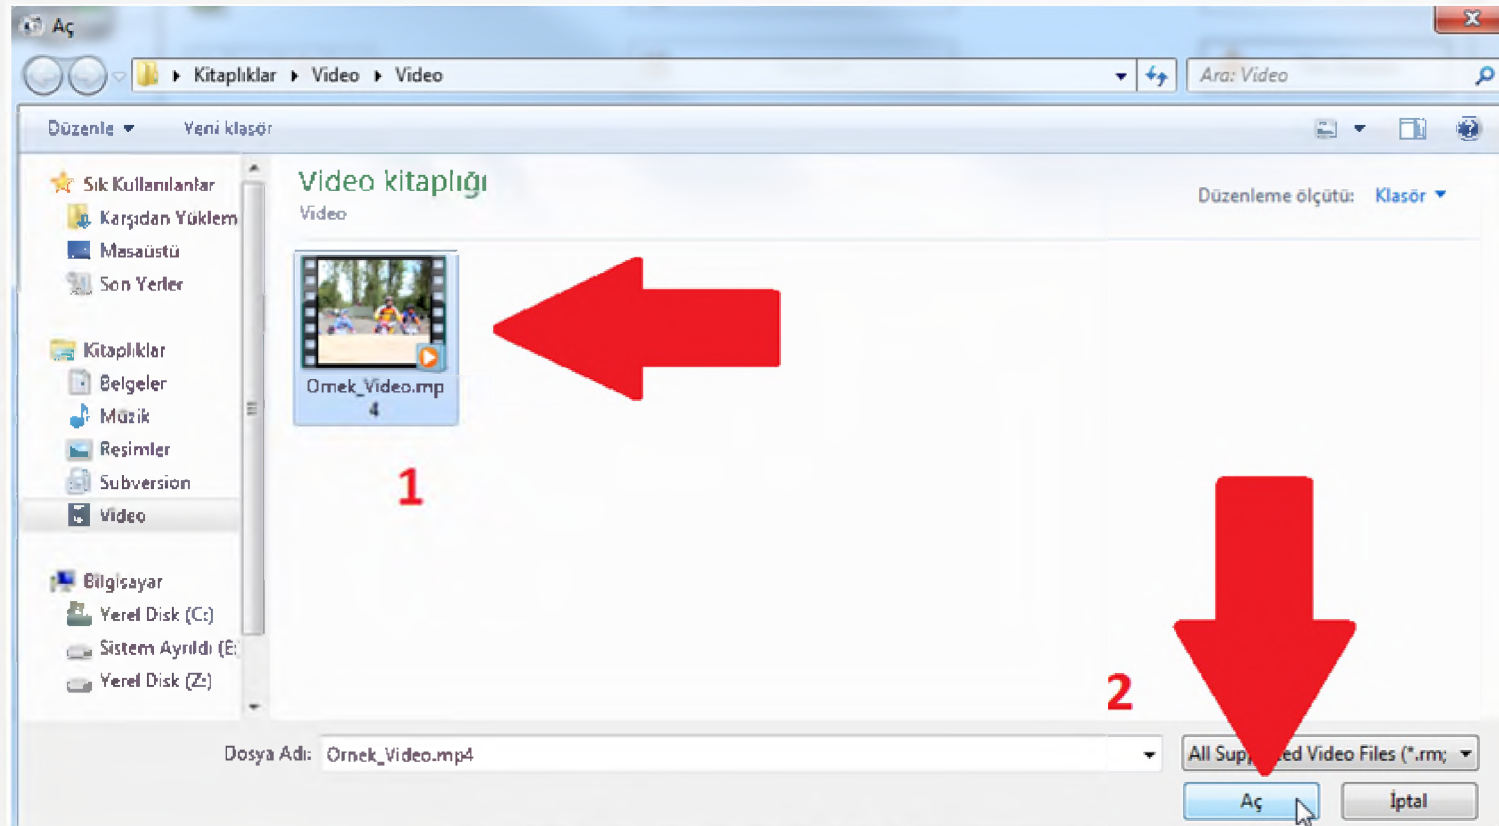 Aç
Kitaplıklar Video Video
Ara: Video
Düzenle Yeni klasör
Sık Kullanılanlar
Karşıdan Yüklem
Masaüstü
Son Yerler
Kitaplıklar
Belgeler
Müzik
Resimler
Subversion
Video
Bilgisayar
Yerel Disk (C:)
Sistem Ayrıldı (E:
Yerel Disk (Z:)
Video kitaplığı
Video
Düzenleme ölçütü: Klasör
Ornek_Video.mp
4
1
2
Dosya Adı: Ornek_Video.mp4
All Video Files (*.rm;
Aç İptal